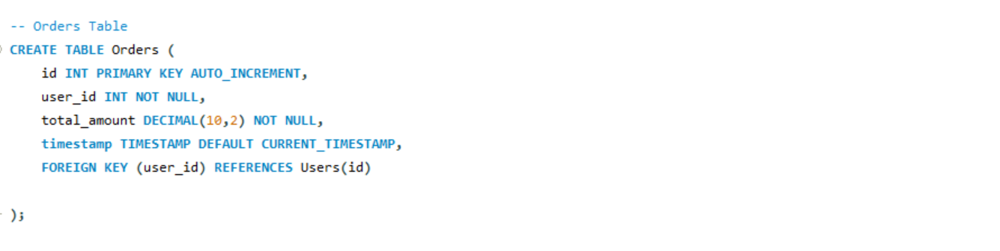 -- Orders Table
CREATE TABLE Orders (
id INT PRIMARY KEY AUTO_INCREMENT,
user_id INT NOT NULL,
total_amount DECIMAL(10,2) NOT NULL,
timestamp TIMESTAMP DEFAULT CURRENT_TIMESTAMP,
FOREIGN KEY (user_id) REFERENCES Users(id)
);